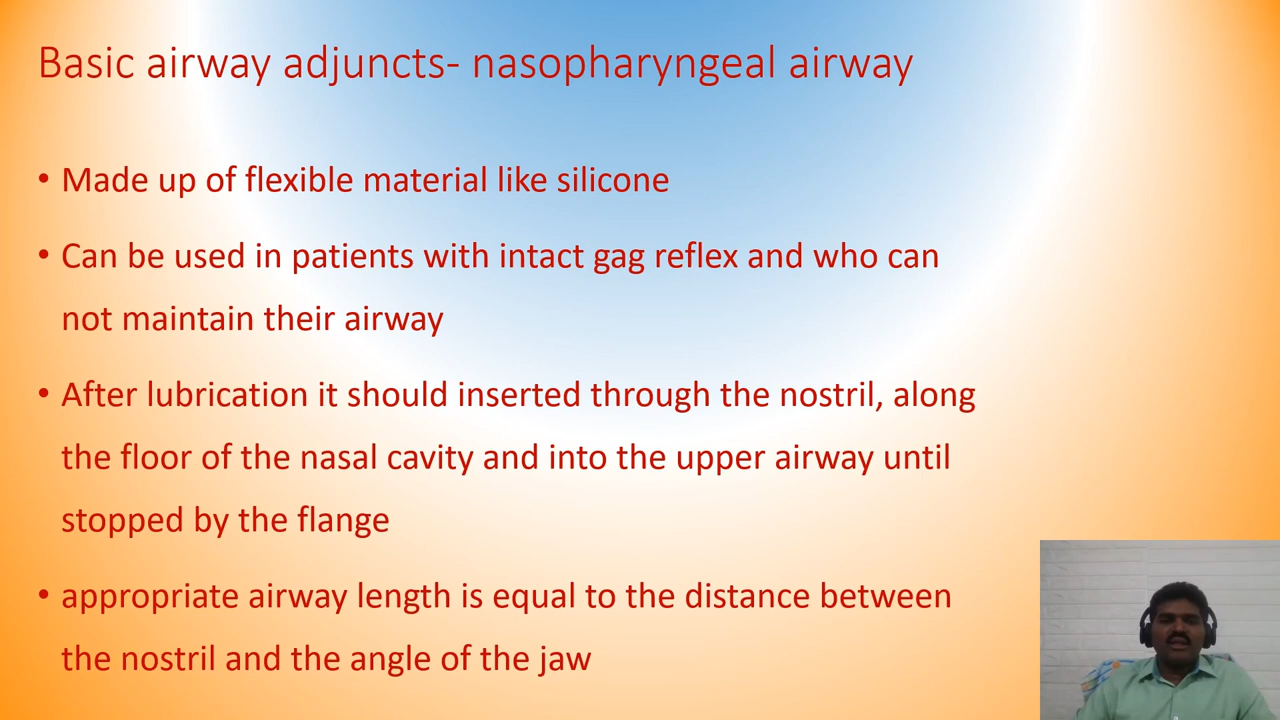 Basic airway adjuncts- nasopharyngeal airway
• Made up of flexible material like silicone
• Can be used in patients with intact gag reflex and who can
not maintain their airway
• After lubrication it should inserted through the nostril, along
the floor of the nasal cavity and into the upper airway until
stopped by the flange
• appropriate airway length is equal to the distance between
the nostril and the angle of the jaw